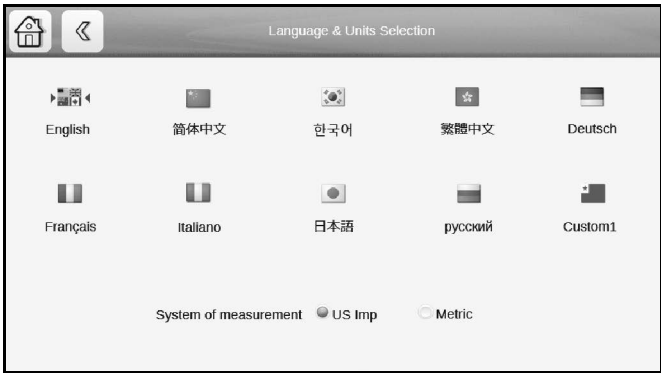 Language & Units Selection
English 简体中文 한국어 繁體中文 Deutsch
Français Italiano 日本語 русский Custom1
System of measurement US Imp Metric